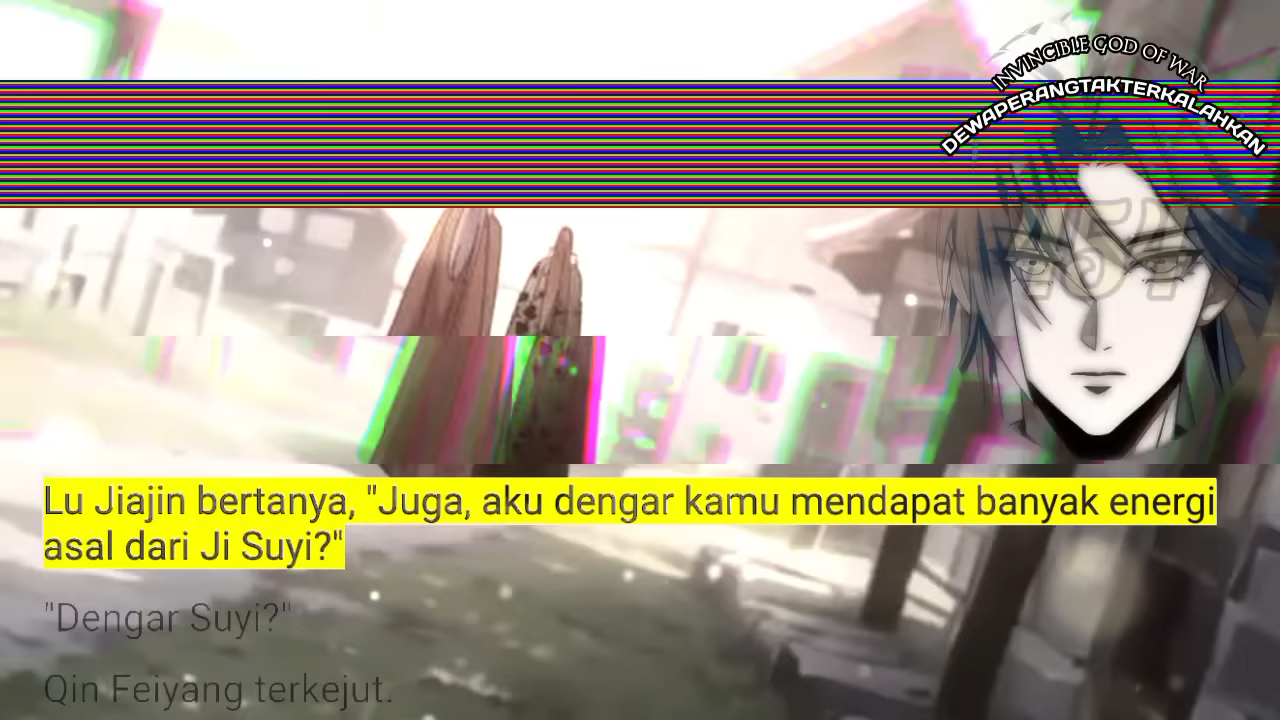 INVINCIBLE GOD OF WAR
DEWAPERANGTAKTERKALAHKAN
Lu Jiajin bertanya, "Juga, aku dengar kamu mendapat banyak energi
asal dari Ji Suyi?"
"Dengar Suyi?"
Qin Feiyang terkejut.